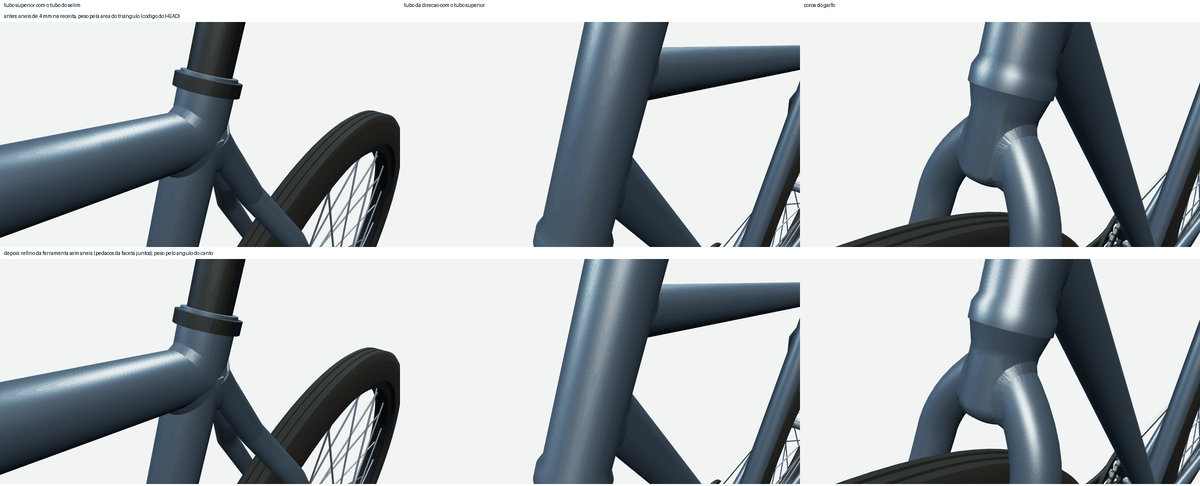 tubo superior com o tubo do selim
tubo da direcao com o tubo superior
coroa do garfo
antes: aneis de 4 mm na receita, peso pela area do triangulo (codigo do HEAD)
depois: refino da ferramenta sem aneis (pedacos da faceta juntos), peso pelo angulo do canto